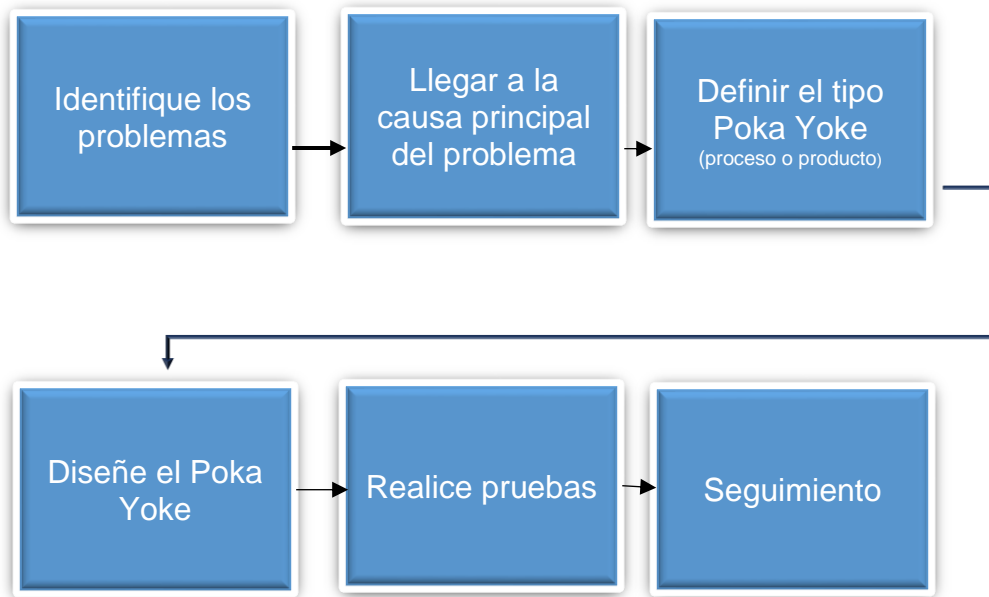 Identifique los
problemas
Llegar a la
causa principal
del problema
Definir el tipo
Poka Yoke
(proceso o producto)
Diseñe el Poka
Yoke
Realice pruebas
Seguimiento